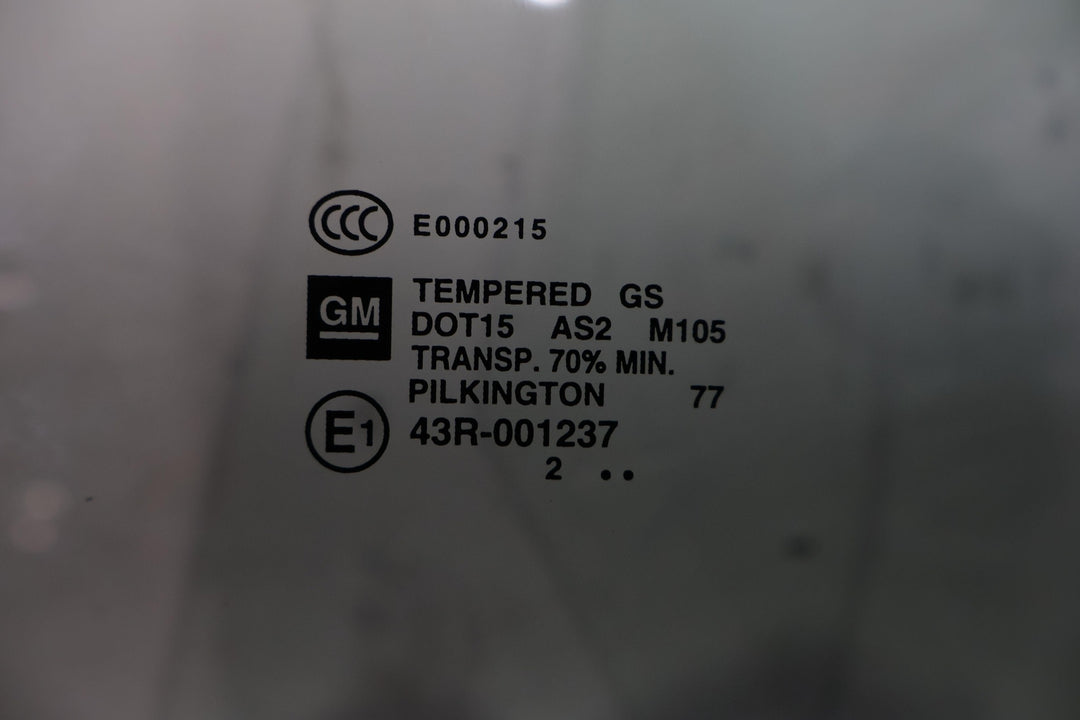 CCC E000215
GM
TEMPERED GS
DOT15 AS2 M105
TRANSP. 70% MIN.
PILKINGTON 77
E1 43R-001237
2 ••